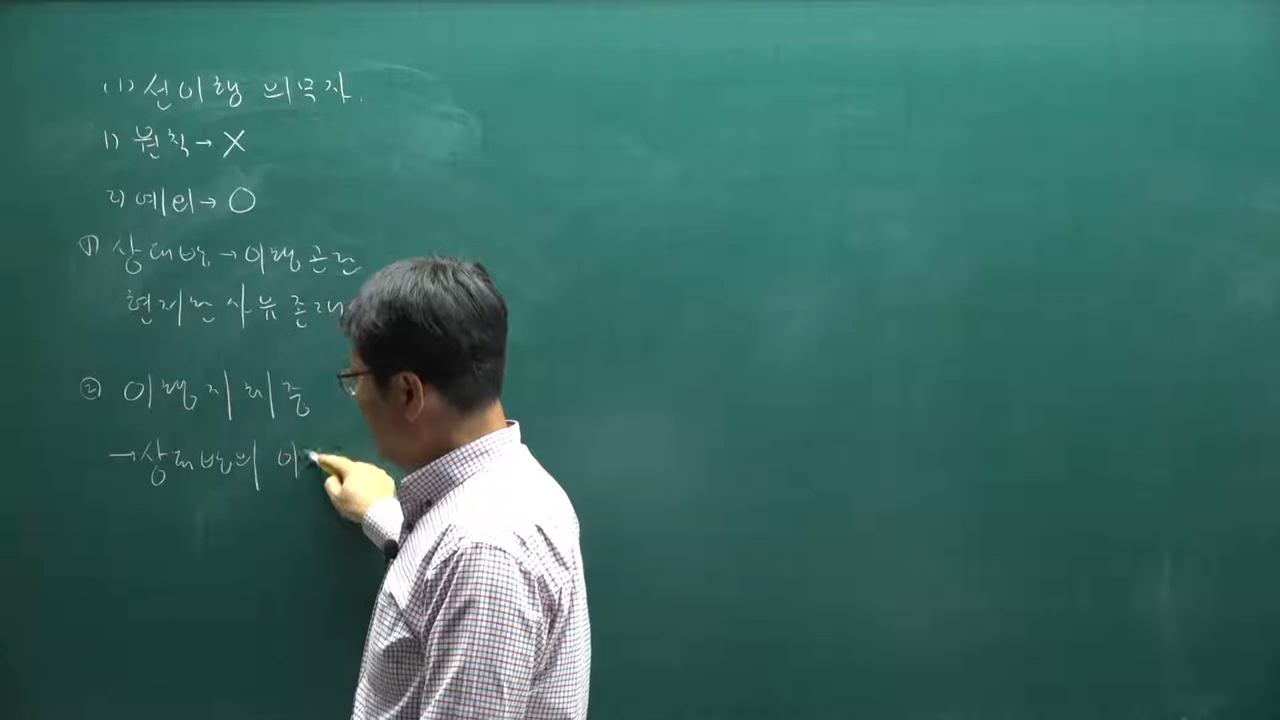 (1) 선이행 의무자.
1) 원칙→X
2) 예외→O
① 상대방→이행곤란
현저한 사유 존재
② 이행지체중
→상대방의 이